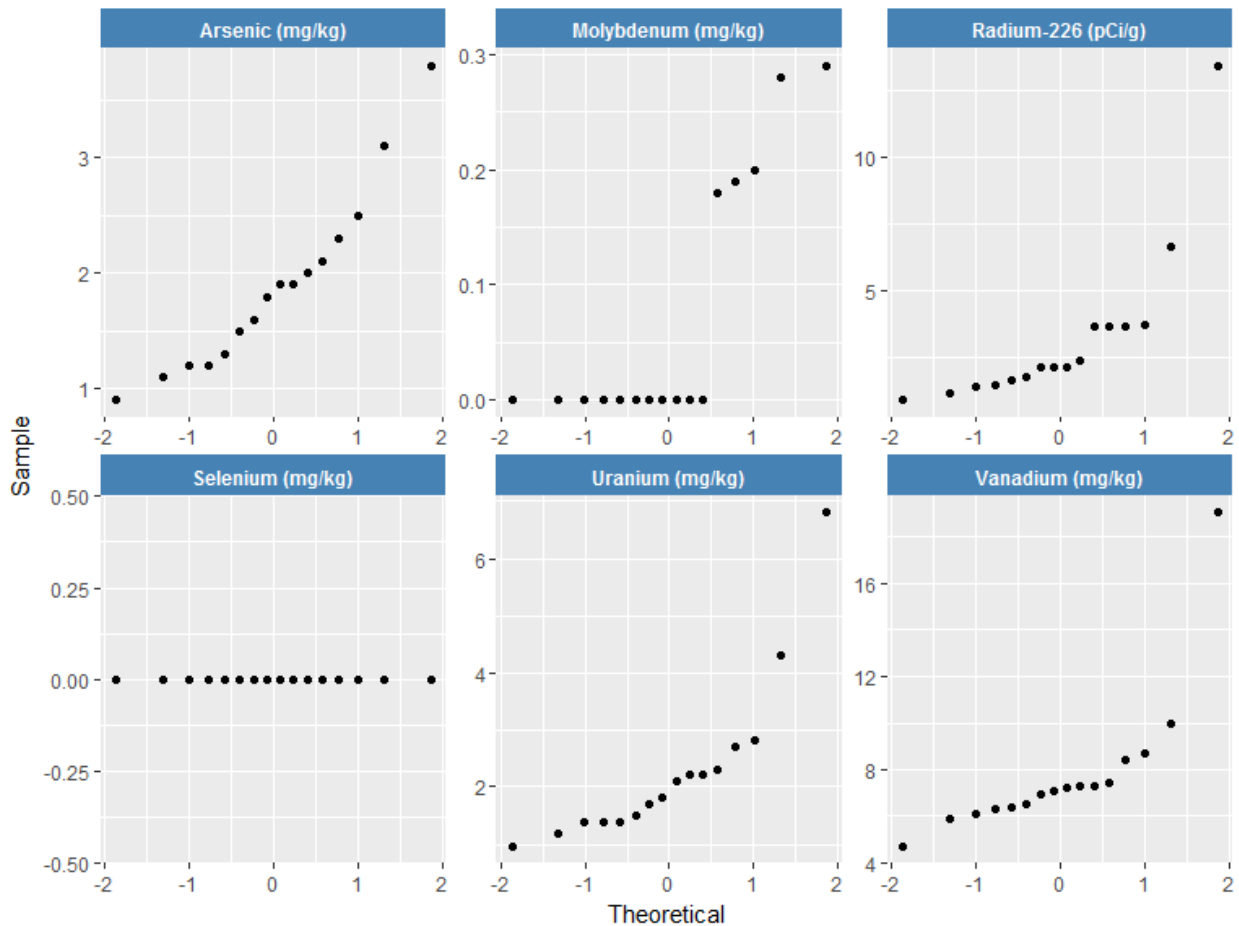 Arsenic (mg/kg)
Molybdenum (mg/kg)
Radium-226 (pCi/g)
3
2
1
-2 -1 0 1 2
0.3
0.2
0.1
0.0
-2 -1 0 1 2
10
5
-2 -1 0 1 2
Sample
Selenium (mg/kg)
Uranium (mg/kg)
Vanadium (mg/kg)
0.50
0.25
0.00
-0.25
-0.50
-2 -1 0 1 2
6
4
2
-2 -1 0 1 2
16
12
8
4
-2 -1 0 1 2
Theoretical